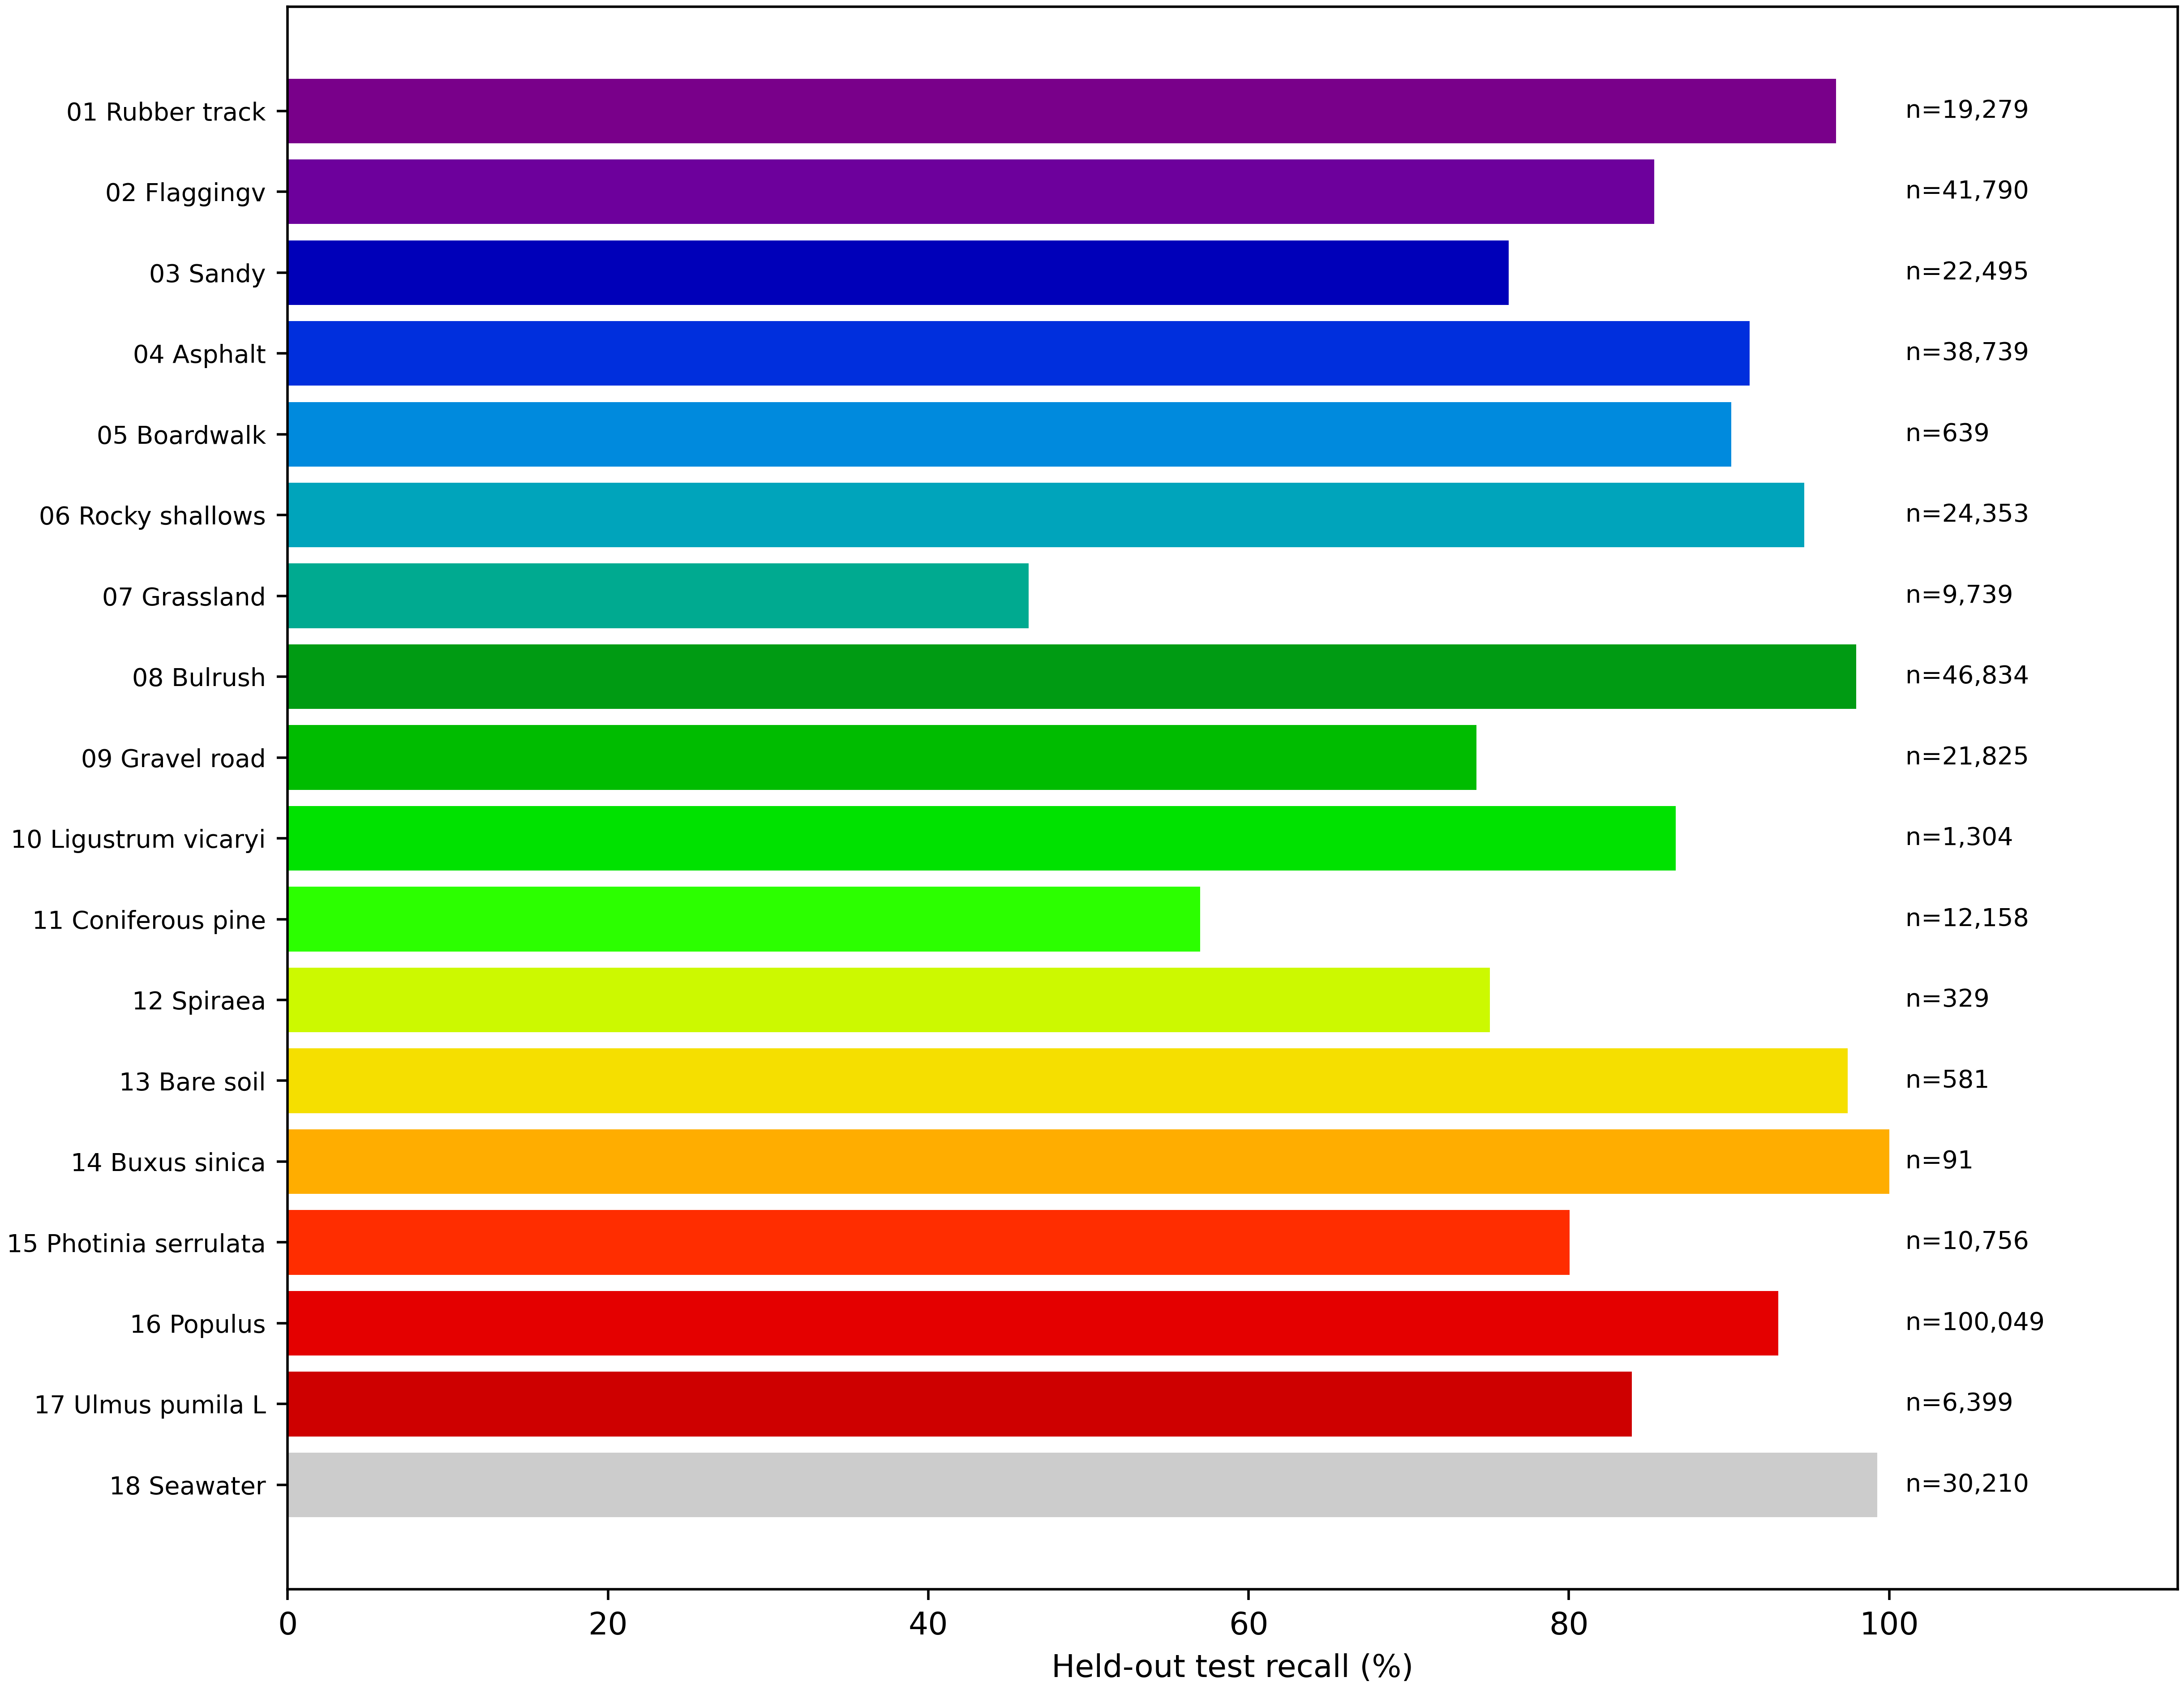 01 Rubber track n=19,279
02 Flaggingv n=41,790
03 Sandy n=22,495
04 Asphalt n=38,739
05 Boardwalk n=639
06 Rocky shallows n=24,353
07 Grassland n=9,739
08 Bulrush n=46,834
09 Gravel road n=21,825
10 Ligustrum vicaryi n=1,304
11 Coniferous pine n=12,158
12 Spiraea n=329
13 Bare soil n=581
14 Buxus sinica n=91
15 Photinia serrulata n=10,756
16 Populus n=100,049
17 Ulmus pumila L n=6,399
18 Seawater n=30,210
0 20 40 60 80 100
Held-out test recall (%)